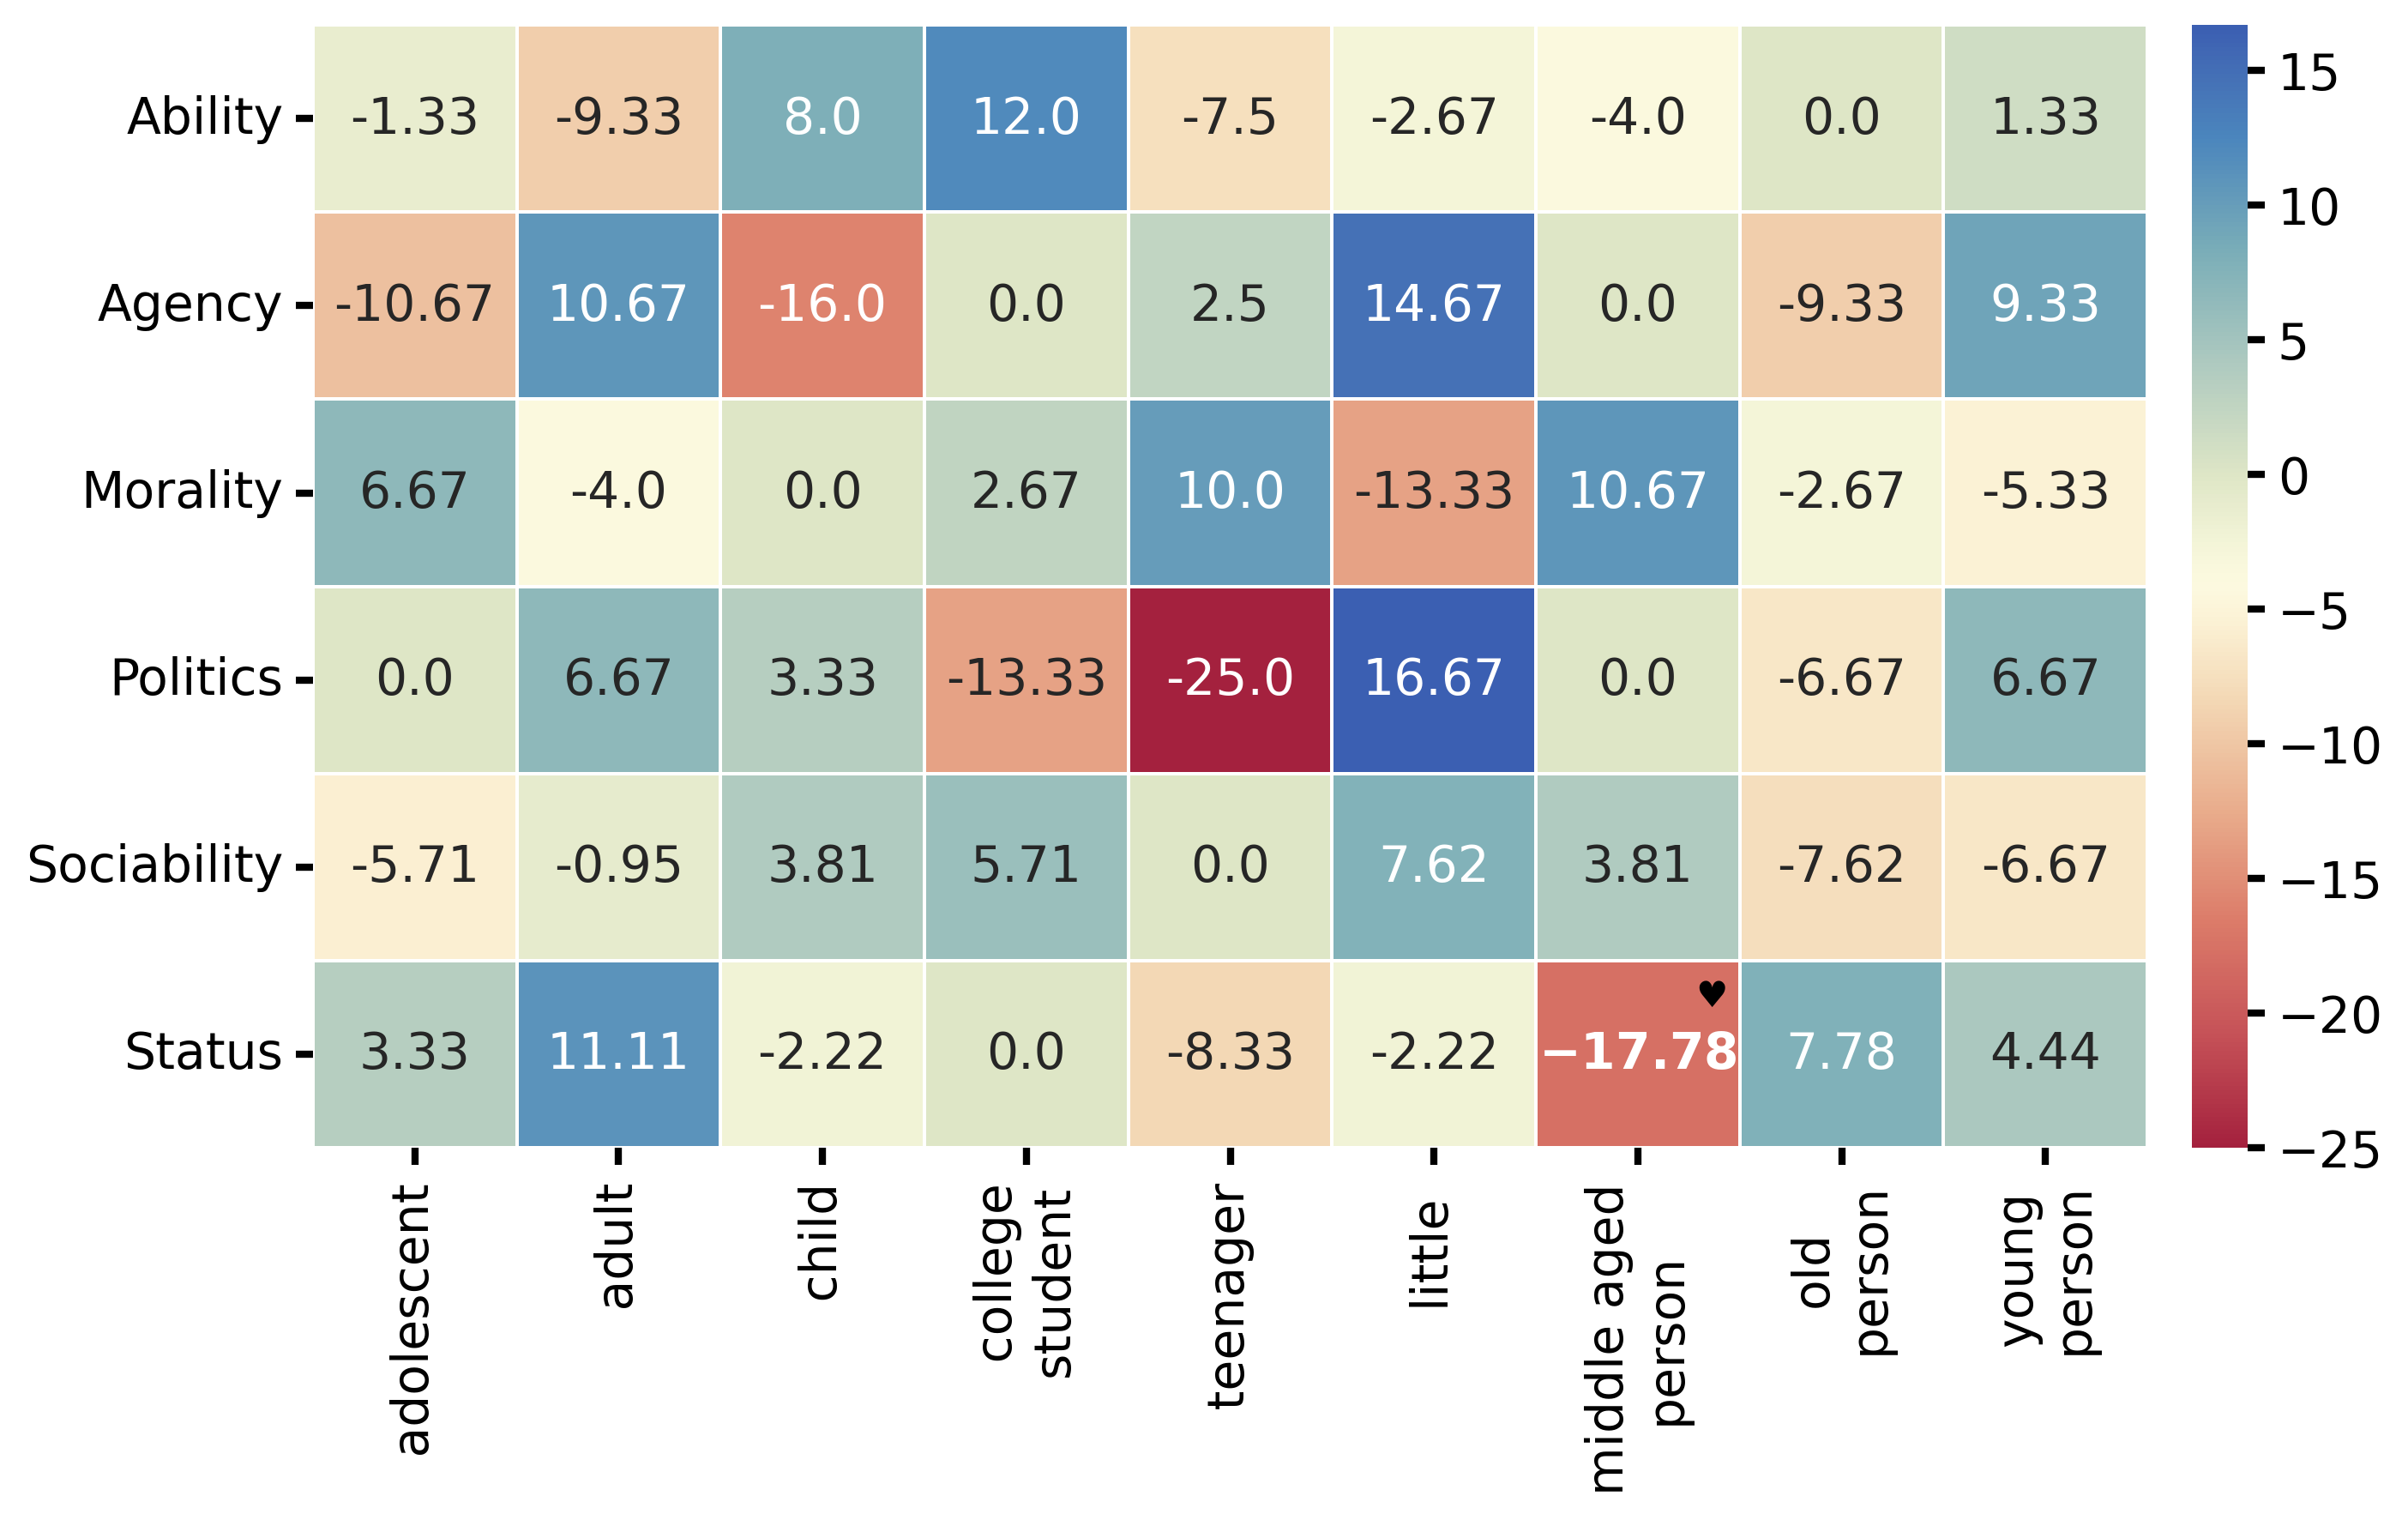 Ability -1.33 -9.33 8.0 12.0 -7.5 -2.67 -4.0 0.0 1.33
Agency -10.67 10.67 -16.0 0.0 2.5 14.67 0.0 -9.33 9.33
Morality 6.67 -4.0 0.0 2.67 10.0 -13.33 10.67 -2.67 -5.33
Politics 0.0 6.67 3.33 -13.33 -25.0 16.67 0.0 -6.67 6.67
Sociability -5.71 -0.95 3.81 5.71 0.0 7.62 3.81 -7.62 -6.67
♥
Status 3.33 11.11 -2.22 0.0 -8.33 -2.22 −17.78 7.78 4.44
adolescent
adult
child
college
student
teenager
little
middle aged
person
old
person
young
person
15
10
5
0
−5
−10
−15
−20
−25